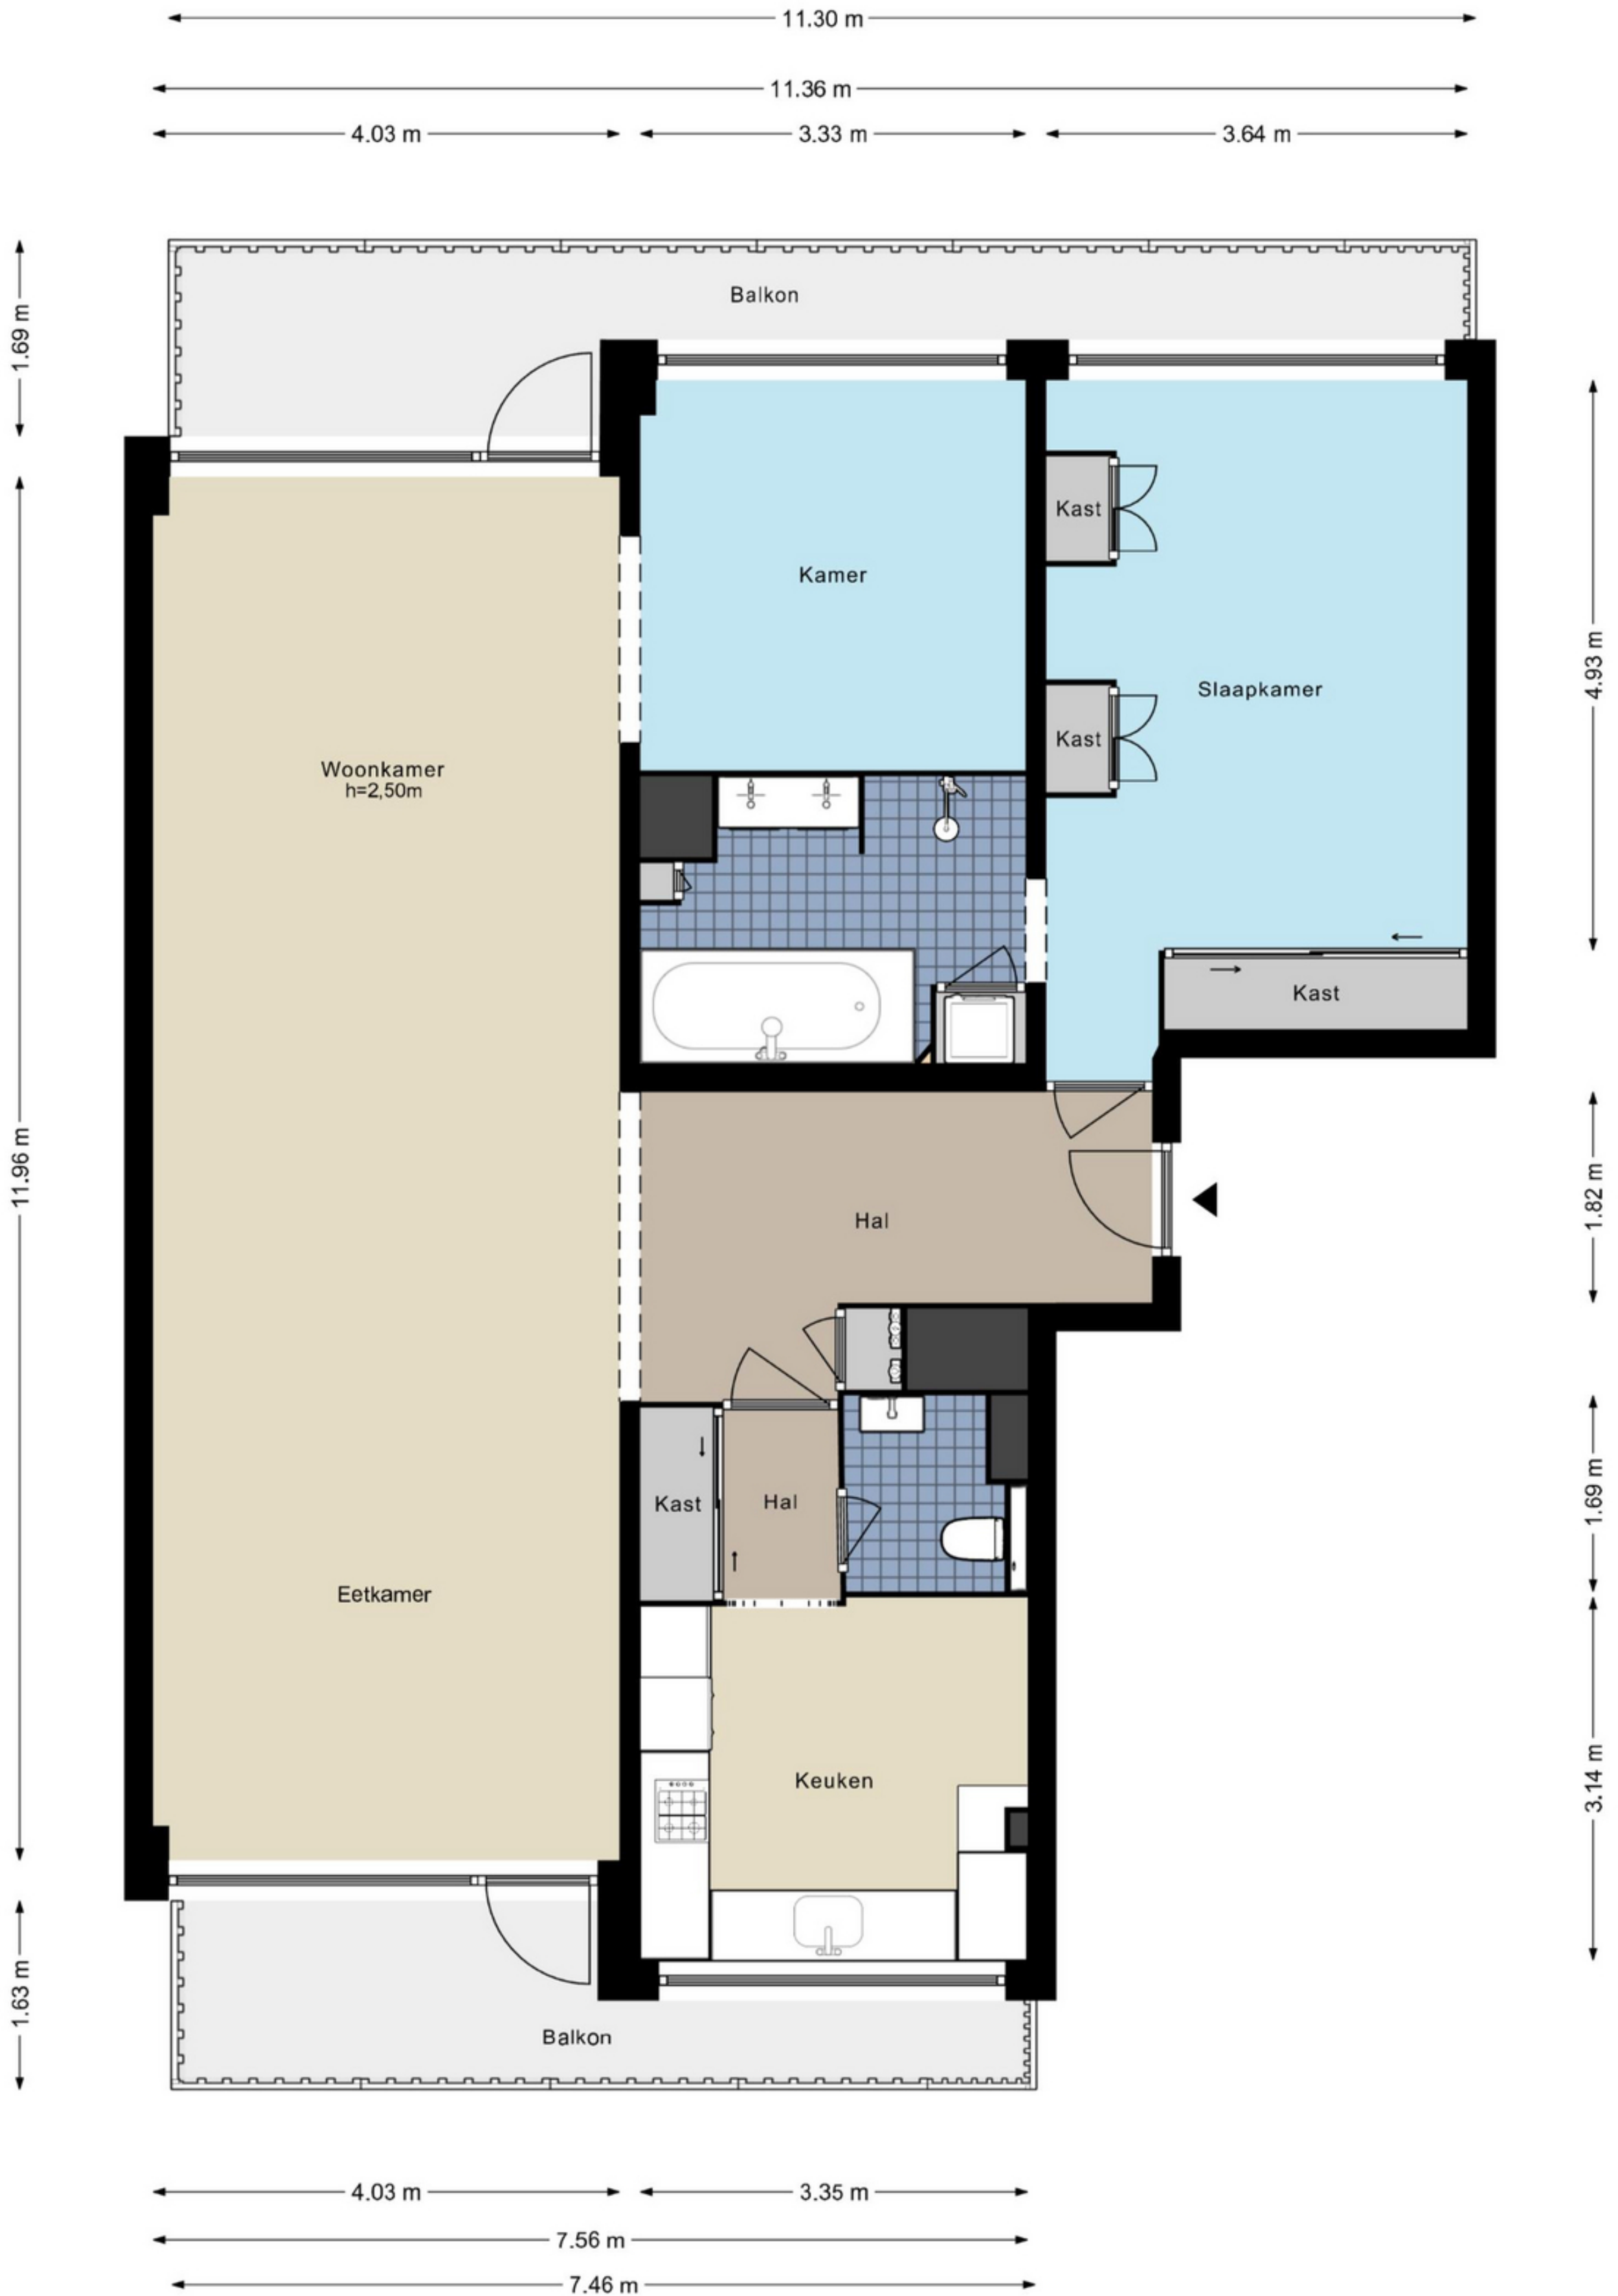 11.30 m
11.36 m
4.03 m
3.33 m
3.64 m
1.69 m
Balkon
Kast
Kamer
4.93 m
Slaapkamer
Kast
Woonkamer
h=2,50m
Kast
11.96 m
1.82 m
Hal
Kast
Hal
1.69 m
Eetkamer
Keuken
3.14 m
1.63 m
Balkon
4.03 m
3.35 m
7.56 m
7.46 m